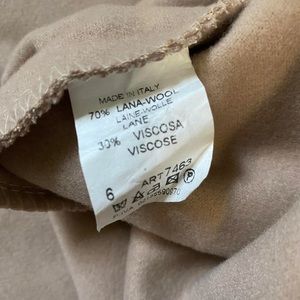 MADE IN ITALY
70% LANA-WOOL
LAINE-WOLLE
LANE
30% VISCOSA
VISCOSE
6
ART 7463